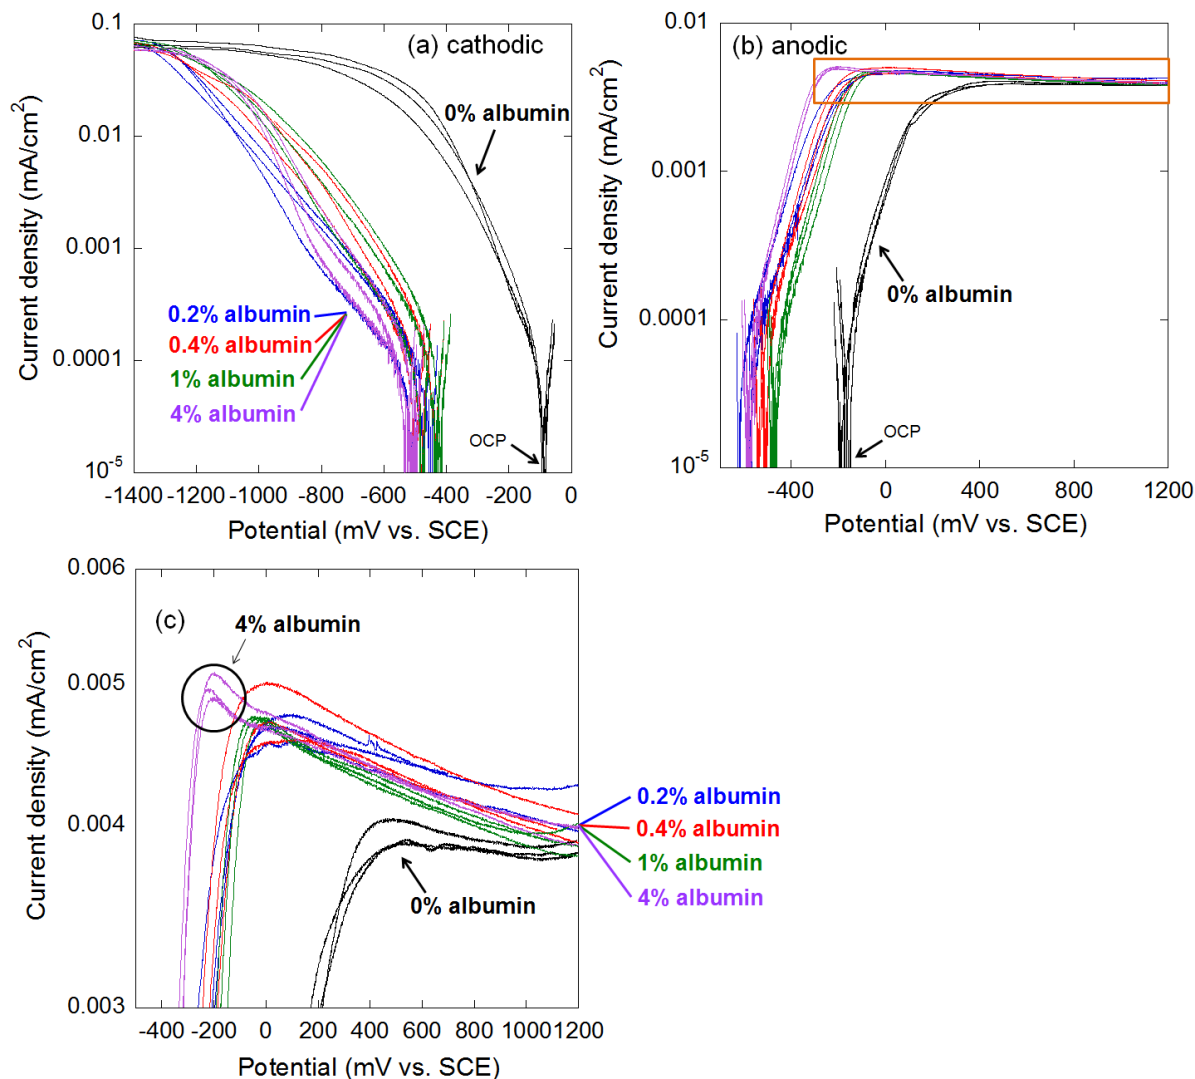 (a) cathodic
0.1
0.01
0.001
0.0001
10-5
Current density (mA/cm2)
0% albumin
0.2% albumin
0.4% albumin
1% albumin
4% albumin
OCP
-1400 -1200 -1000 -800 -600 -400 -200 0
Potential (mV vs. SCE)
(b) anodic
0.01
0.001
0.0001
10-5
Current density (mA/cm2)
0% albumin
OCP
-400 0 400 800 1200
Potential (mV vs. SCE)
(c)
0.006
0.005
0.004
0.003
Current density (mA/cm2)
4% albumin
0% albumin
0.2% albumin
0.4% albumin
1% albumin
4% albumin
-400 -200 0 200 400 600 800 1000 1200
Potential (mV vs. SCE)